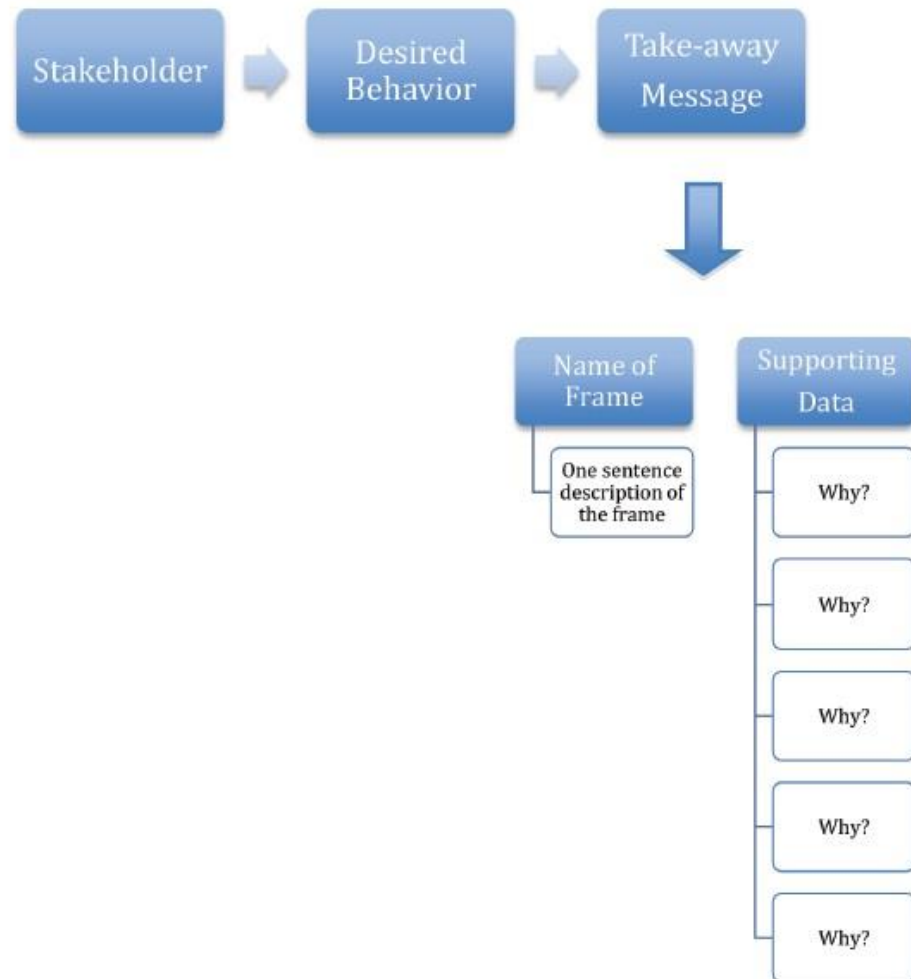 Stakeholder
Desired
Behavior
Take-away
Message
Name of
Frame
One sentence
description of
the frame
Supporting
Data
Why?
Why?
Why?
Why?
Why?